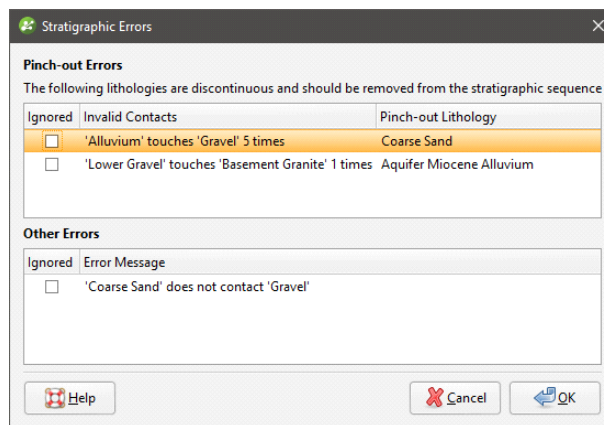 Stratigraphic Errors
Pinch-out Errors
The following lithologies are discontinuous and should be removed from the stratigraphic sequence
Ignored Invalid Contacts Pinch-out Lithology
'Alluvium' touches 'Gravel' 5 times Coarse Sand
'Lower Gravel' touches 'Basement Granite' 1 times Aquifer Miocene Alluvium
Other Errors
Ignored Error Message
'Coarse Sand' does not contact 'Gravel'
Help Cancel OK